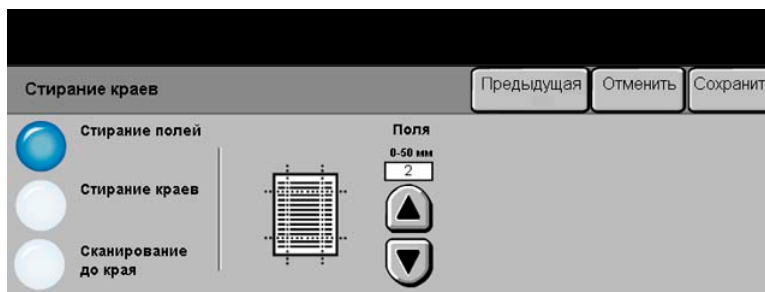 Стирание краев
Предыдущая
Отменить
Сохранит
Стирание полей
Поля
0-50 мм
2
Стирание краев
Сканирование
до края